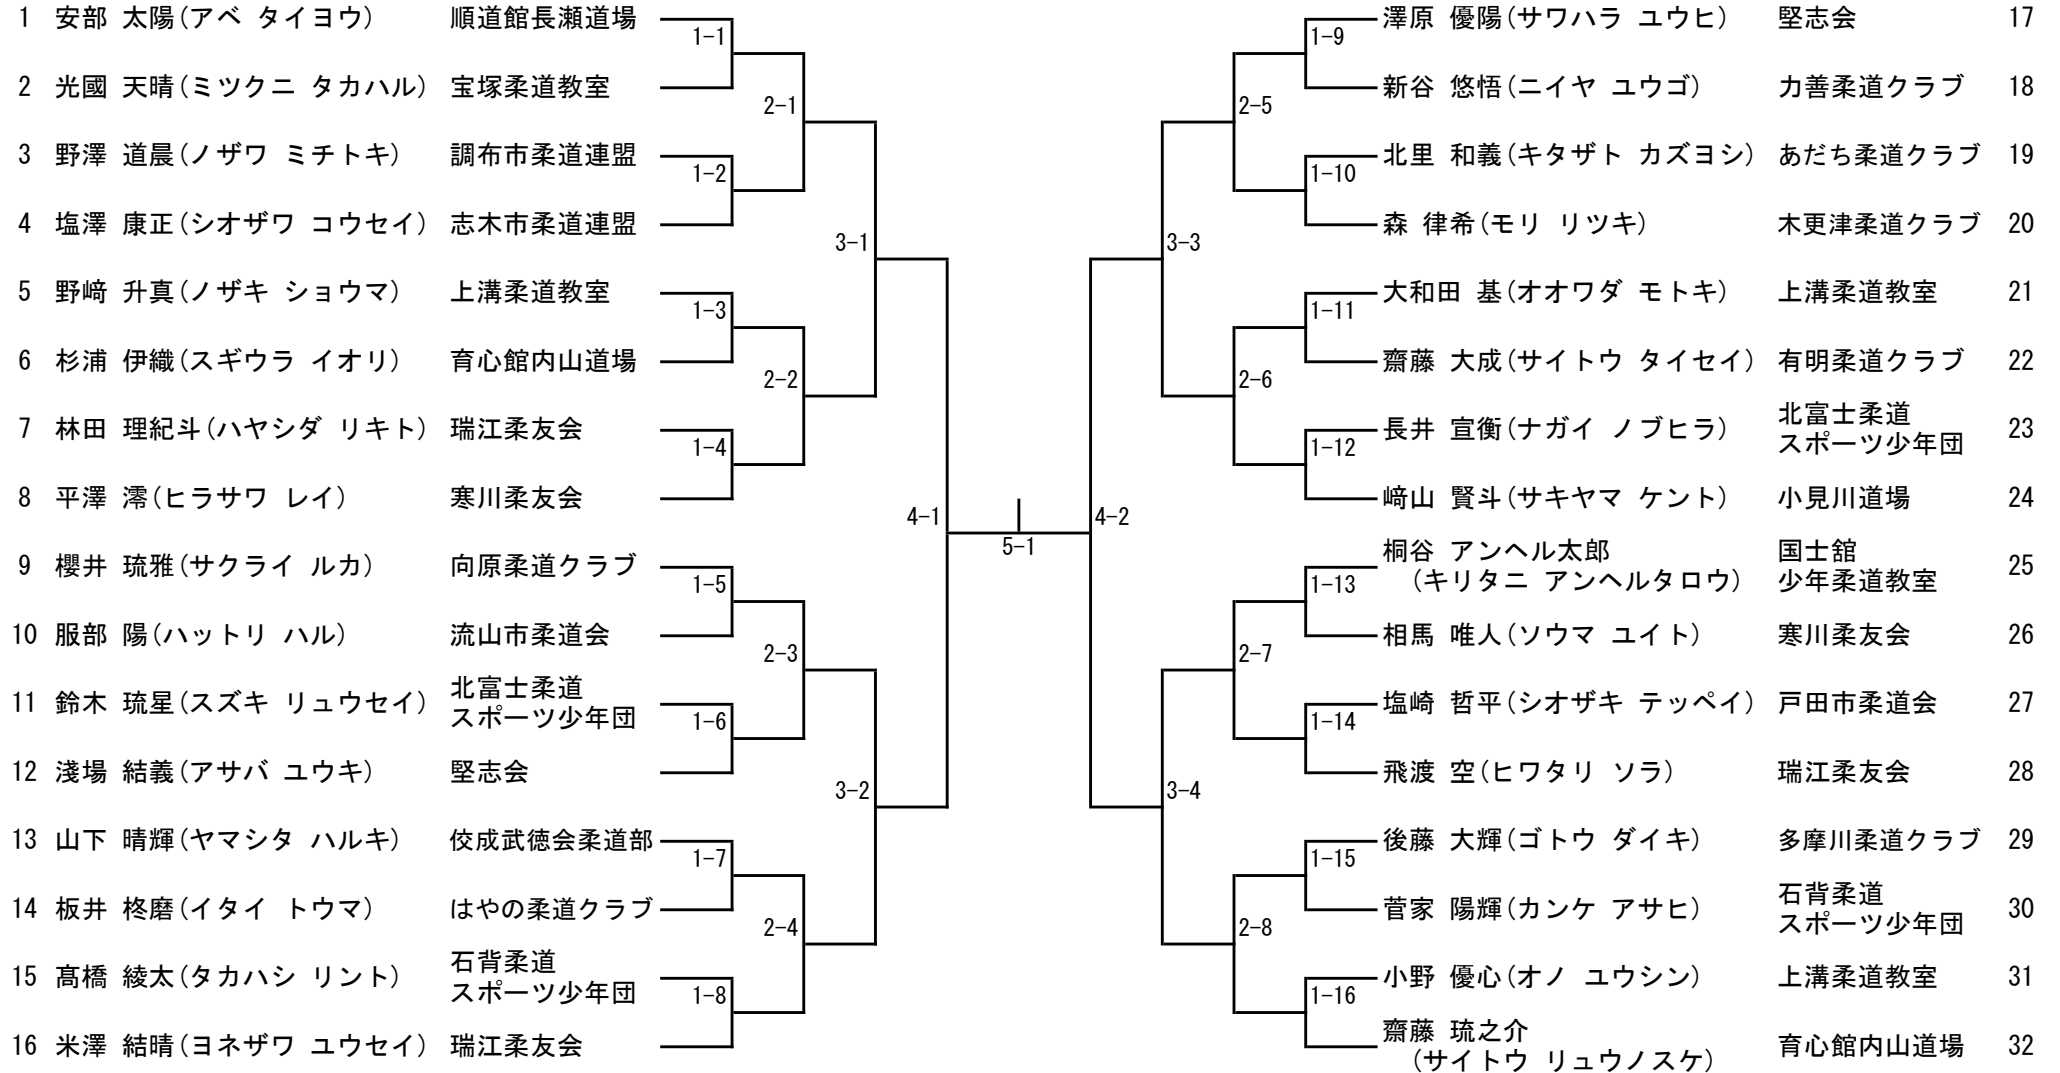 1 安部 太陽(アベ タイヨウ) 順道館長瀬道場
1-1
2 光國 天晴(ミツクニ タカハル) 宝塚柔道教室
2-1
3 野澤 道晨(ノザワ ミチトキ) 調布市柔道連盟
1-2
4 塩澤 康正(シオザワ コウセイ) 志木市柔道連盟
3-1
5 野﨑 升真(ノザキ ショウマ) 上溝柔道教室
1-3
6 杉浦 伊織(スギウラ イオリ) 育心館内山道場
2-2
7 林田 理紀斗(ハヤシダ リキト) 瑞江柔友会
1-4
8 平澤 澪(ヒラサワ レイ) 寒川柔友会
4-1
9 櫻井 琉雅(サクライ ルカ) 向原柔道クラブ
1-5
10 服部 陽(ハットリ ハル) 流山市柔道会
2-3
11 鈴木 琉星(スズキ リュウセイ) 北富士柔道
スポーツ少年団
1-6
12 淺場 結義(アサバ ユウキ) 堅志会
3-2
13 山下 晴輝(ヤマシタ ハルキ) 佼成武徳会柔道部
1-7
14 板井 柊磨(イタイ トウマ) はやの柔道クラブ
2-4
15 髙橋 綾太(タカハシ リント) 石背柔道
スポーツ少年団
1-8
16 米澤 結晴(ヨネザワ ユウセイ) 瑞江柔友会
5-1
澤原 優陽(サワハラ ユウヒ) 堅志会 17
1-9
新谷 悠悟(ニイヤ ユウゴ) 力善柔道クラブ 18
2-5
北里 和義(キタザト カズヨシ) あだち柔道クラブ 19
1-10
森 律希(モリ リツキ) 木更津柔道クラブ 20
3-3
大和田 基(オオワダ モトキ) 上溝柔道教室 21
1-11
齋藤 大成(サイトウ タイセイ) 有明柔道クラブ 22
2-6
長井 宣衡(ナガイ ノブヒラ) 北富士柔道
スポーツ少年団 23
1-12
﨑山 賢斗(サキヤマ ケント) 小見川道場 24
4-2
桐谷 アンヘル太郎 国士舘
(キリタニ アンヘルタロウ) 少年柔道教室 25
1-13
相馬 唯人(ソウマ ユイト) 寒川柔友会 26
2-7
塩崎 哲平(シオザキ テッペイ) 戸田市柔道会 27
1-14
飛渡 空(ヒワタリ ソラ) 瑞江柔友会 28
3-4
後藤 大輝(ゴトウ ダイキ) 多摩川柔道クラブ 29
1-15
菅家 陽輝(カンケ アサヒ) 石背柔道
スポーツ少年団 30
2-8
小野 優心(オノ ユウシン) 上溝柔道教室 31
1-16
齋藤 琉之介
(サイトウ リュウノスケ) 育心館内山道場 32